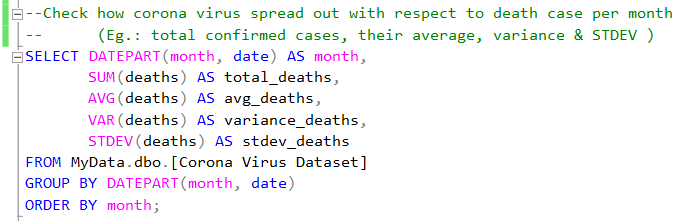 --Check how corona virus spread out with respect to death case per month
--      (Eg.: total confirmed cases, their average, variance & STDEV )
SELECT DATEPART(month, date) AS month,
       SUM(deaths) AS total_deaths,
       AVG(deaths) AS avg_deaths,
       VAR(deaths) AS variance_deaths,
       STDEV(deaths) AS stdev_deaths
FROM MyData.dbo.[Corona Virus Dataset]
GROUP BY DATEPART(month, date)
ORDER BY month;